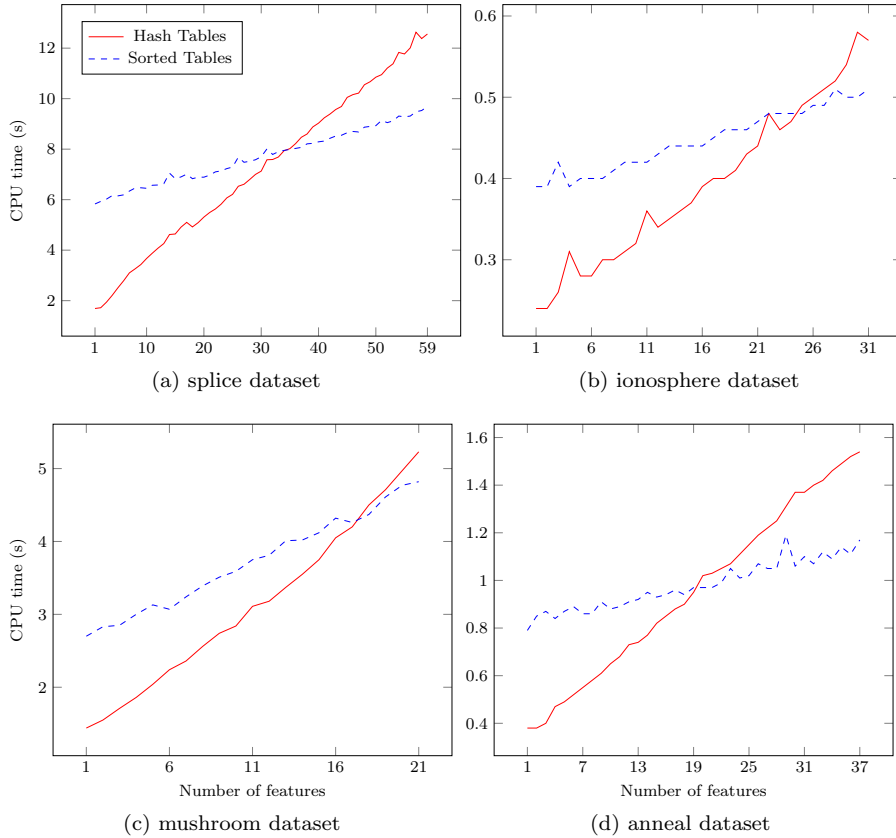 Hash Tables
Sorted Tables
CPU time (s)
12
10
8
6
4
2
1 10 20 30 40 50 59
(a) splice dataset
0.6
0.5
0.4
0.3
1 6 11 16 21 26 31
(b) ionosphere dataset
CPU time (s)
5
4
3
2
1 6 11 16 21
Number of features
(c) mushroom dataset
1.6
1.4
1.2
1
0.8
0.6
0.4
1 7 13 19 25 31 37
Number of features
(d) anneal dataset